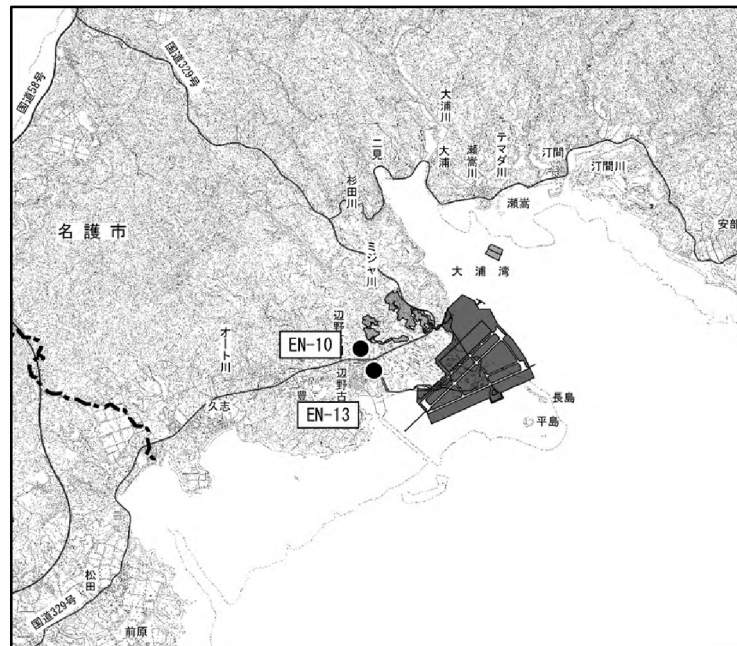 国道58号
国道329号
大浦川
二見
大浦
瀬嵩川
テマダ川
汀間
汀間川
杉田川
瀬嵩
安部
名護市
ミジャ川
大浦湾
辺野
EN-10
オート川
辺野古
豊
久志
EN-13
長島
平島
松田
国道329号
前原